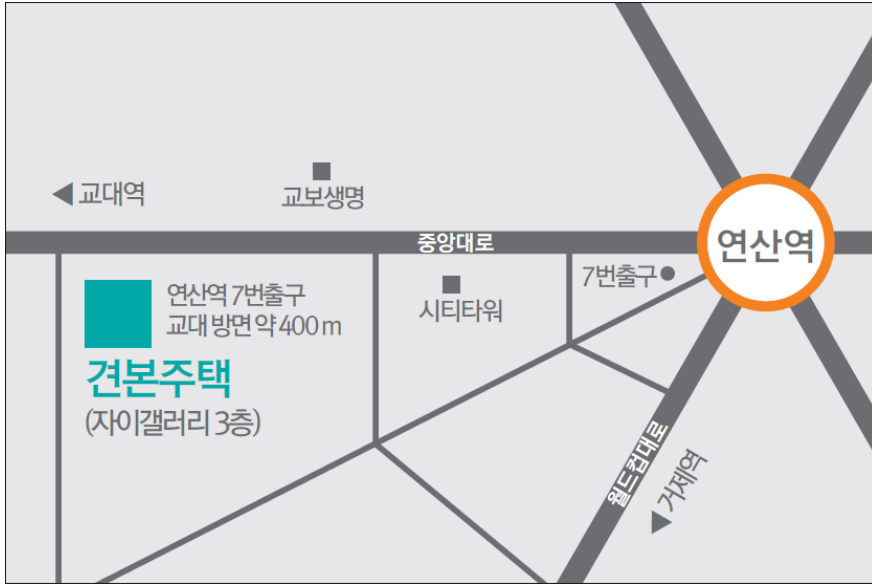 ◀ 교대역
교보생명
중앙대로
연산역
7번출구
연산역 7번출구
교대 방면 약 400m
시티타워
견본주택
(자이갤러리 3층)
월드컵대로
◀ 거제역